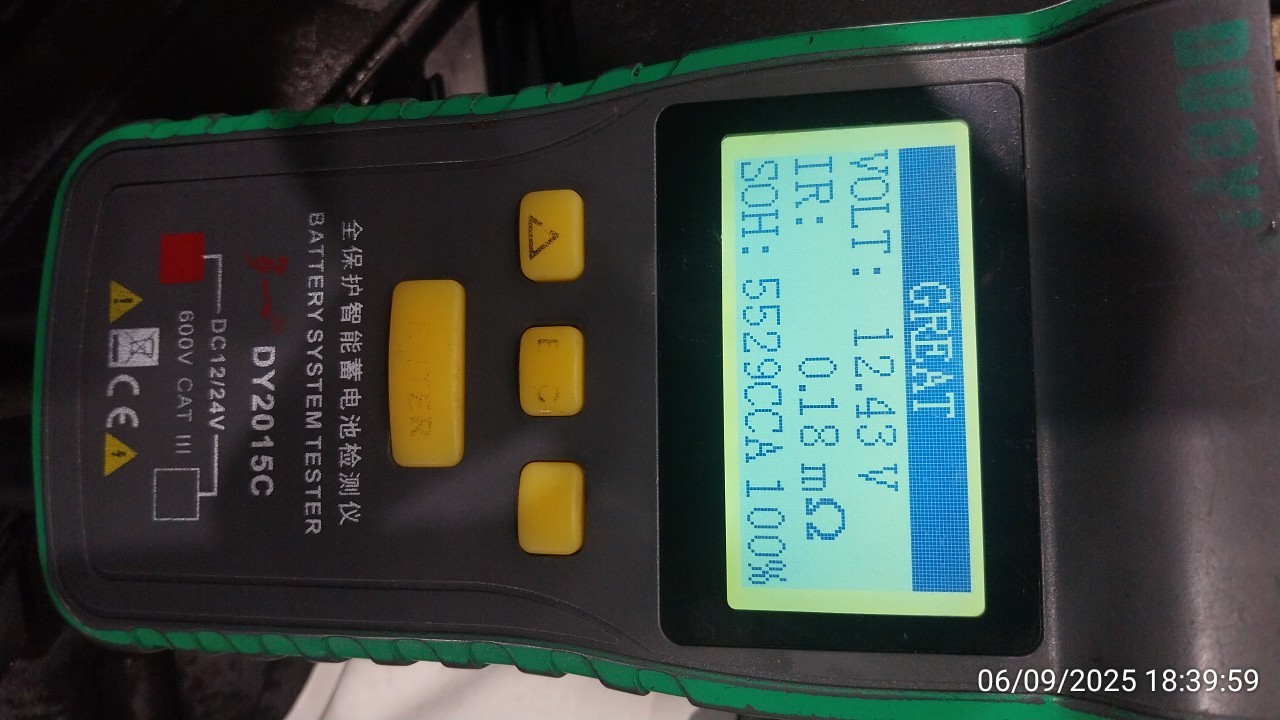 DUOYI
GREAT
VOLT: 12.43 V
IR: 0.18 mΩ
SOH: 5529CCA 100%
全保护智能蓄电池检测仪
BATTERY SYSTEM TESTER
DY2015C
DC12/24V
600V CAT III
CE
06/09/2025 18:39:59